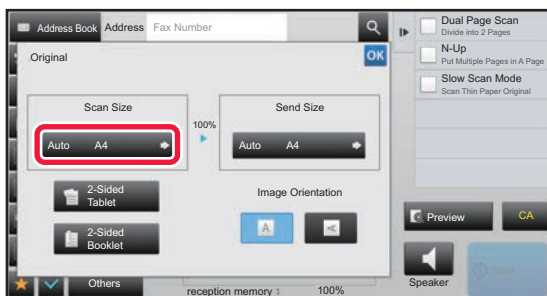 Address Book
Address
Fax Number
Original
OK
Scan Size
Send Size
100%
Auto A4
Auto A4
2-Sided
Tablet
2-Sided
Booklet
Image Orientation
A
A
Others
reception memory :
100%
Dual Page Scan
Divide into 2 Pages
N-Up
Put Multiple Pages in A Page
Slow Scan Mode
Scan Thin Paper Original
Preview
CA
Speaker
Start